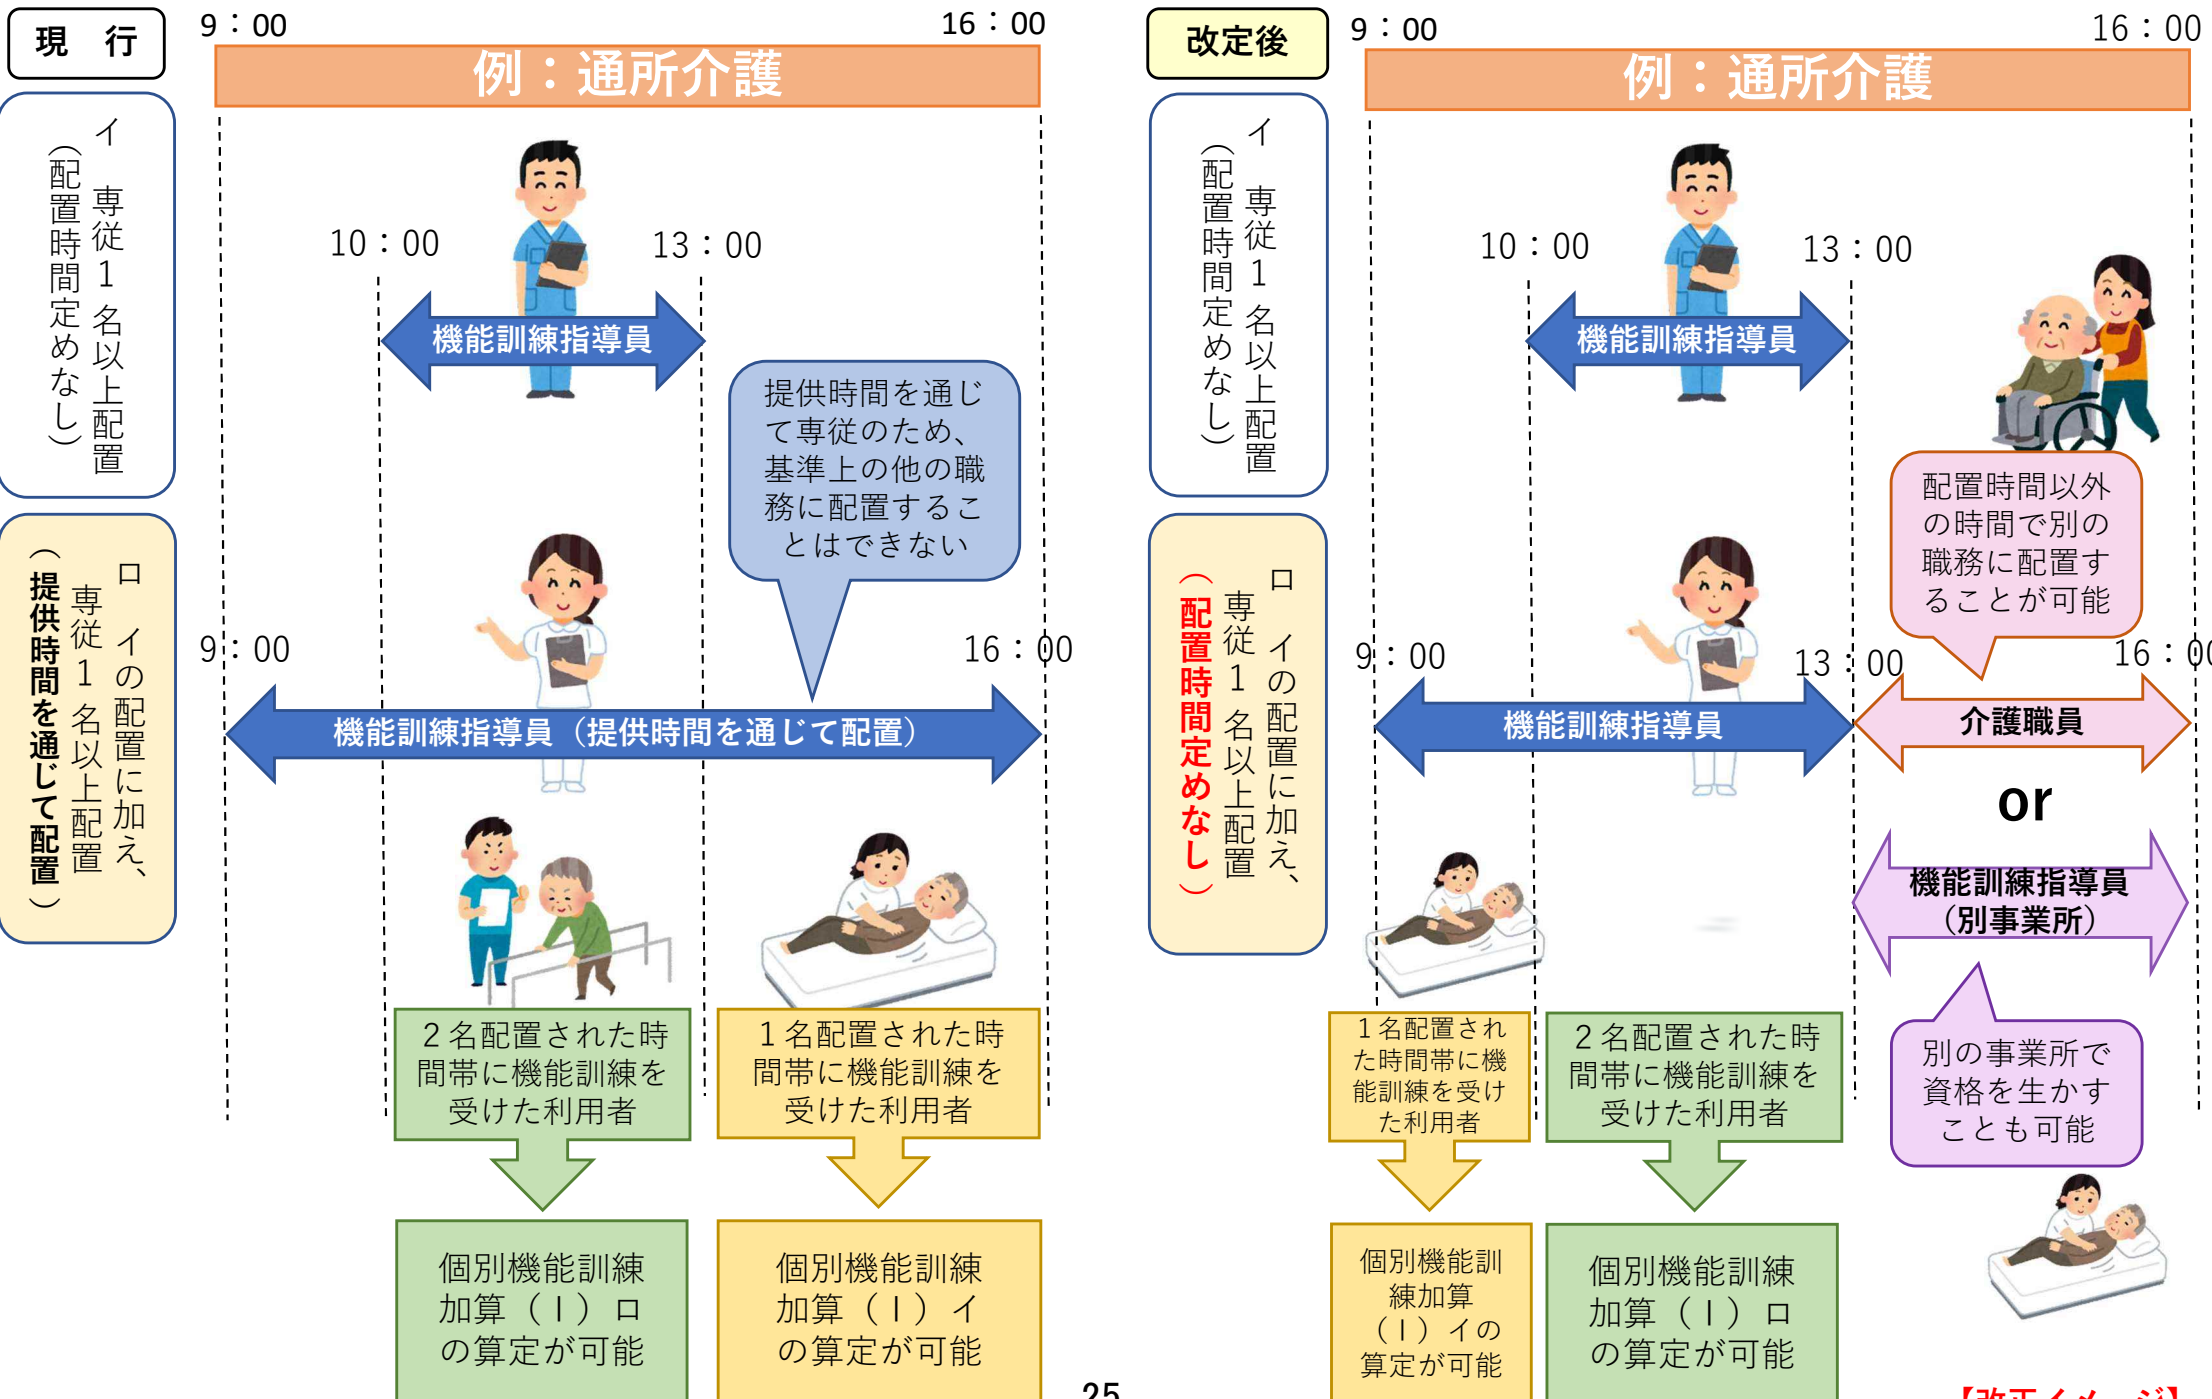 現　行
9：00
16：00
例：通所介護
イ　専従１名以上配置
（配置時間定めなし）
10：00
13：00
機能訓練指導員
提供時間を通じ
て専従のため、
基準上の他の職
務に配置するこ
とはできない
ロ　イの配置に加え、
専従１名以上配置
（提供時間を通じて配置）
9：00
16：00
機能訓練指導員（提供時間を通じて配置）
２名配置された時
間帯に機能訓練を
受けた利用者
１名配置された時
間帯に機能訓練を
受けた利用者
個別機能訓練
加算（Ⅰ）ロ
の算定が可能
個別機能訓練
加算（Ⅰ）イ
の算定が可能
25
改定後
9：00
16：00
例：通所介護
イ　専従１名以上配置
（配置時間定めなし）
10：00
13：00
機能訓練指導員
配置時間以外
の時間で別の
職務に配置す
ることが可能
ロ　イの配置に加え、
専従１名以上配置
（配置時間定めなし）
9：00
13：00
16：00
機能訓練指導員
介護職員
or
機能訓練指導員
（別事業所）
１名配置され
た時間帯に機
能訓練を受け
た利用者
２名配置された時
間帯に機能訓練を
受けた利用者
別の事業所で
資格を生かす
ことも可能
個別機能訓
練加算
（Ⅰ）イの
算定が可能
個別機能訓練
加算（Ⅰ）ロ
の算定が可能
【改正イメージ】